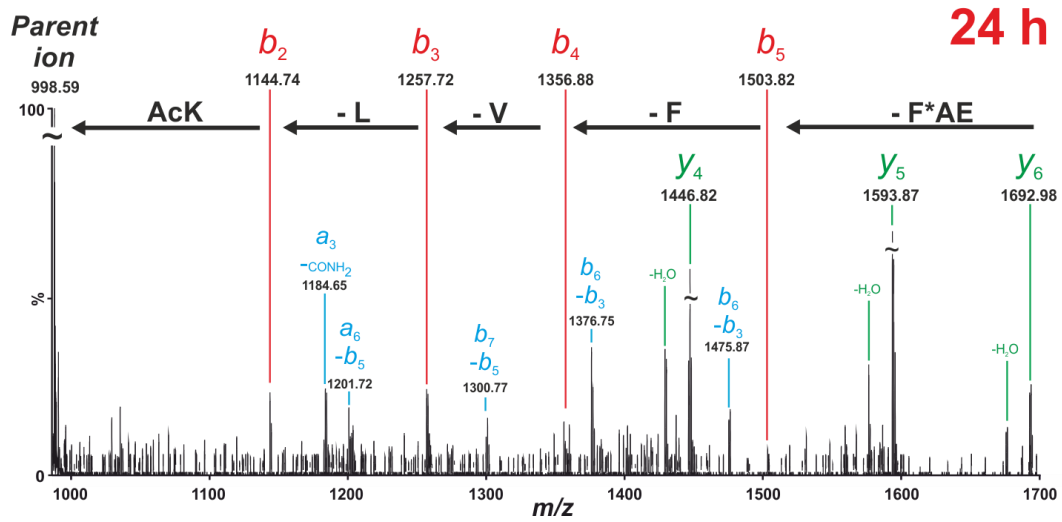 24 h
Parent
ion
998.59
b2
1144.74
b3
1257.72
b4
1356.88
b5
1503.82
AcK
- L
- V
- F
- F*AE
y4
1446.82
y5
1593.87
y6
1692.98
a3
-CONH2
1184.65
a6
-b5
1201.72
b7
-b5
1300.77
b6
-b3
1376.75
-H2O
b6
-b3
1475.87
-H2O
-H2O
100
%
0
1000
1100
1200
1300
1400
1500
1600
1700
m/z